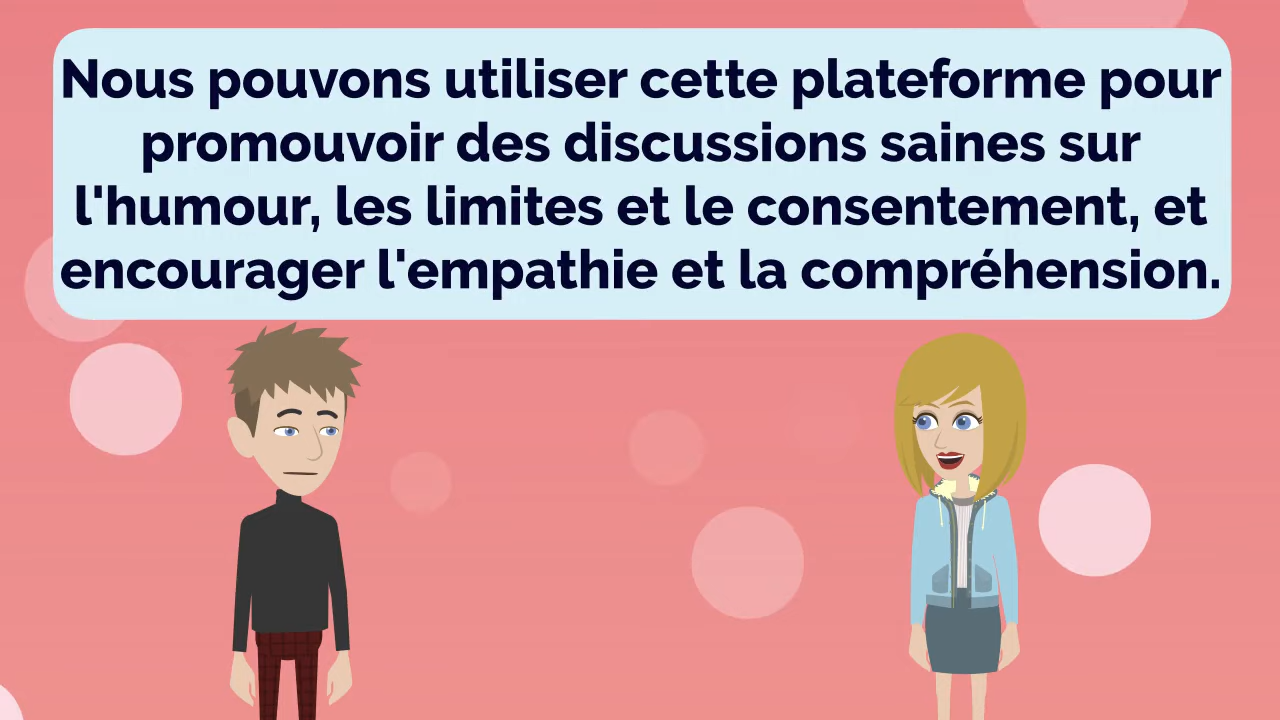 Nous pouvons utiliser cette plateforme pour
promouvoir des discussions saines sur
l'humour, les limites et le consentement, et
encourager l'empathie et la compréhension.